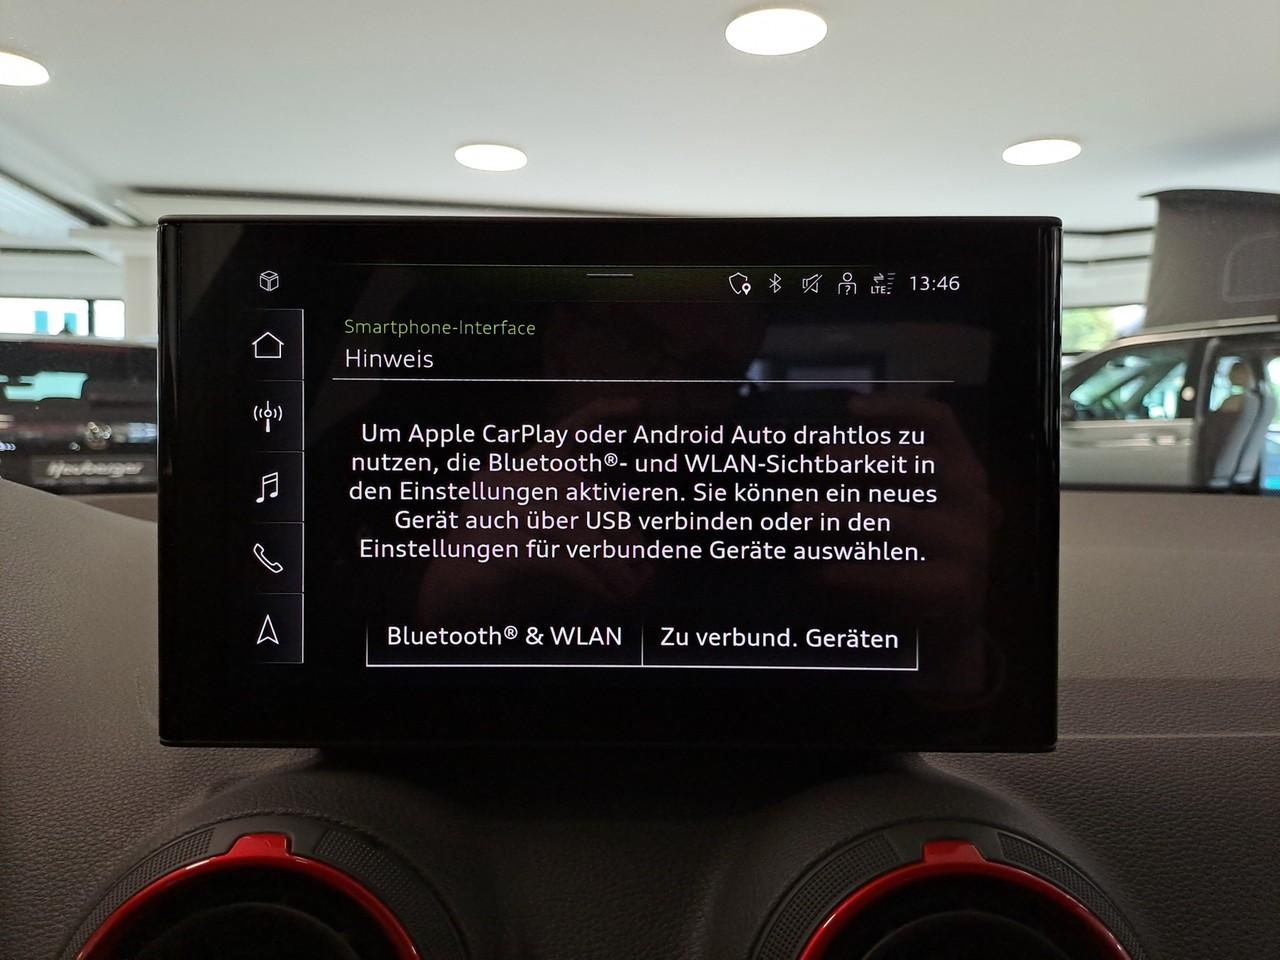 LTE
13:46
Smartphone-Interface
Hinweis
Um Apple CarPlay oder Android Auto drahtlos zu
nutzen, die Bluetooth®- und WLAN-Sichtbarkeit in
den Einstellungen aktivieren. Sie können ein neues
Gerät auch über USB verbinden oder in den
Einstellungen für verbundene Geräte auswählen.
Bluetooth® & WLAN
Zu verbund. Geräten
Neuberger